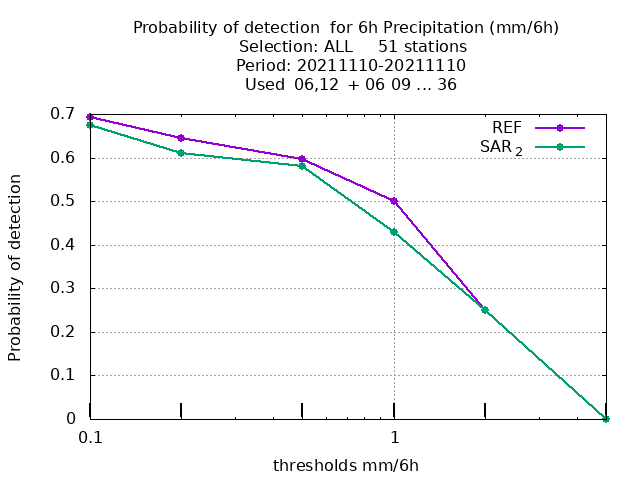 Probability of detection  for 6h Precipitation (mm/6h)
Selection: ALL     51 stations
Period: 20211110-20211110
Used  06,12  + 06 09 ... 36
REF
SAR 2
0.7
0.6
0.5
0.4
0.3
0.2
0.1
0
Probability of detection
0.1
1
thresholds mm/6h